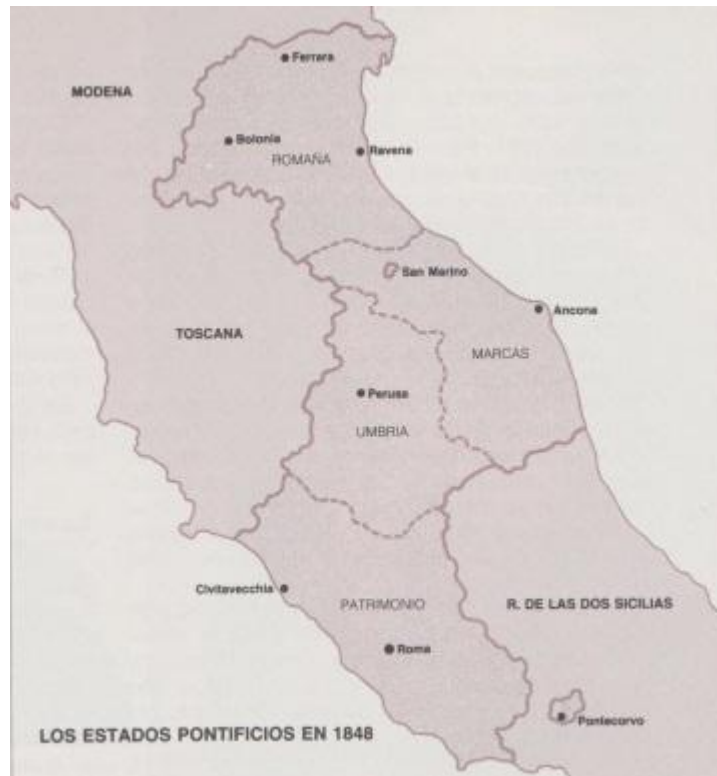 Ferrara
MODENA
Bolonia
ROMAÑA
Ravena
San Marino
Ancona
TOSCANA
MARCAS
Perusa
UMBRIA
Civitavecchia
PATRIMONIO
R. DE LAS DOS SICILIAS
Roma
Pontecorvo
LOS ESTADOS PONTIFICIOS EN 1848